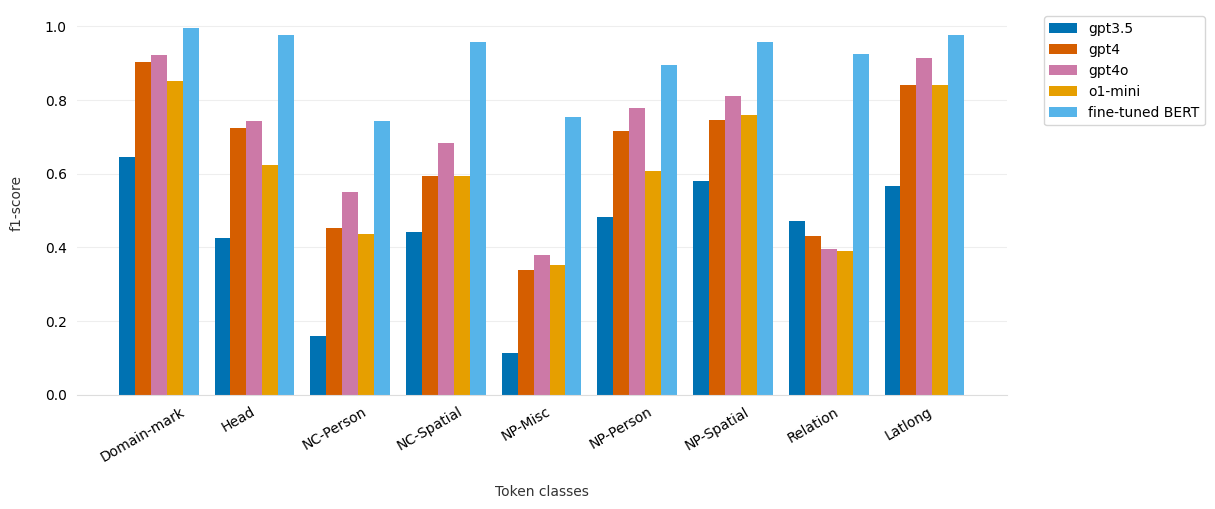 1.0
0.8
0.6
0.4
0.2
0.0
f1-score
Domain-mark
Head
NC-Person
NC-Spatial
NP-Misc
NP-Person
NP-Spatial
Relation
Latlong
Token classes
gpt3.5
gpt4
gpt4o
o1-mini
fine-tuned BERT